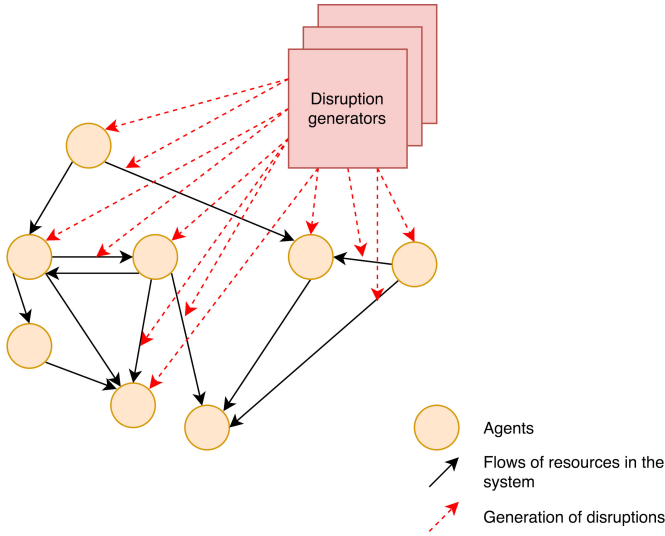 Disruption
generators
Agents
Flows of resources in the
system
Generation of disruptions